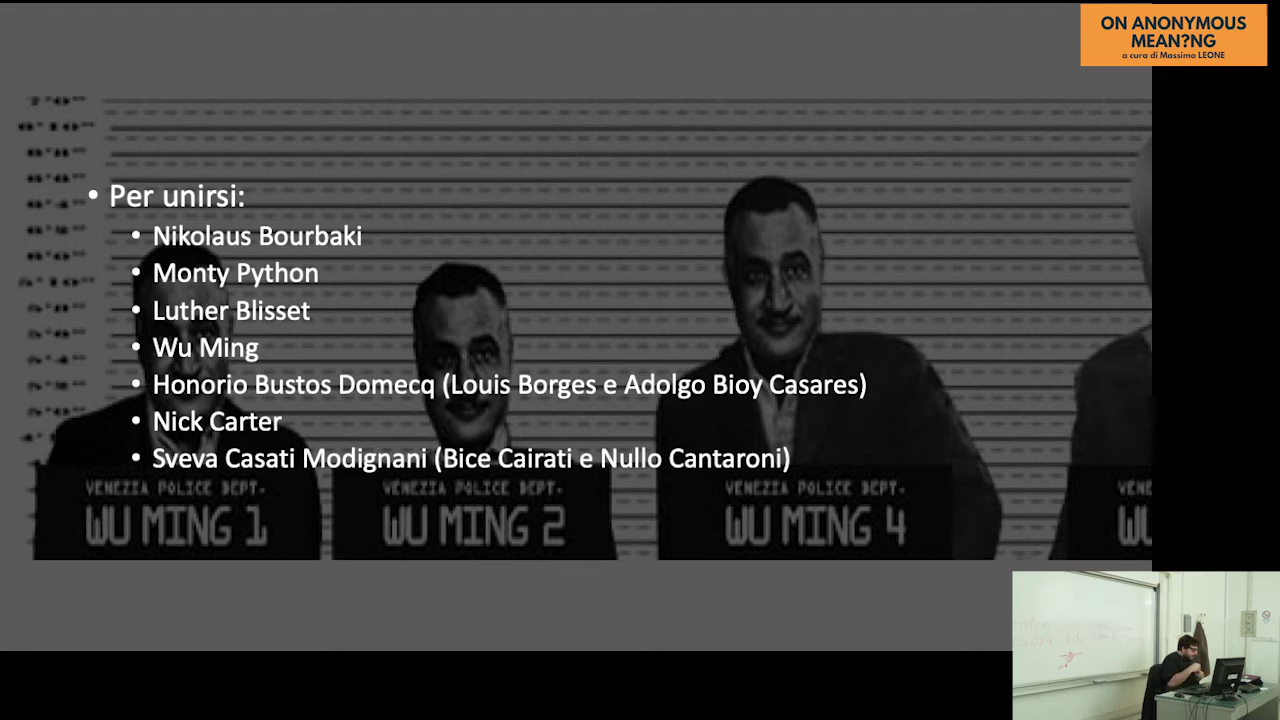 ON ANONYMOUS
MEAN?NG
a cura di Massimo LEONE
• Per unirsi:
• Nikolaus Bourbaki
• Monty Python
• Luther Blisset
• Wu Ming
• Honorio Bustos Domecq (Louis Borges e Adolgo Bioy Casares)
• Nick Carter
• Sveva Casati Modignani (Bice Cairati e Nullo Cantaroni)
VENEZIA POLICE DEPT.
WU MING 1
VENEZIA POLICE DEPT.
WU MING 2
VENEZIA POLICE DEPT.
WU MING 4
VENE
WU